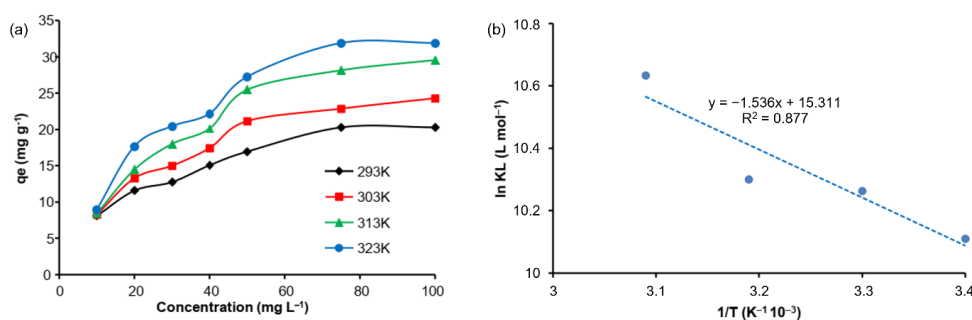 (a)
qe (mg g⁻¹)
35
30
25
20
15
10
5
0
0
20
40
60
80
100
Concentration (mg L⁻¹)
293K
303K
313K
323K
(b)
ln KL (L mol⁻¹)
10.8
10.6
10.4
10.2
10
3
3.1
3.2
3.3
3.4
1/T (K⁻¹ 10⁻³)
y = −1.536x + 15.311
R² = 0.877